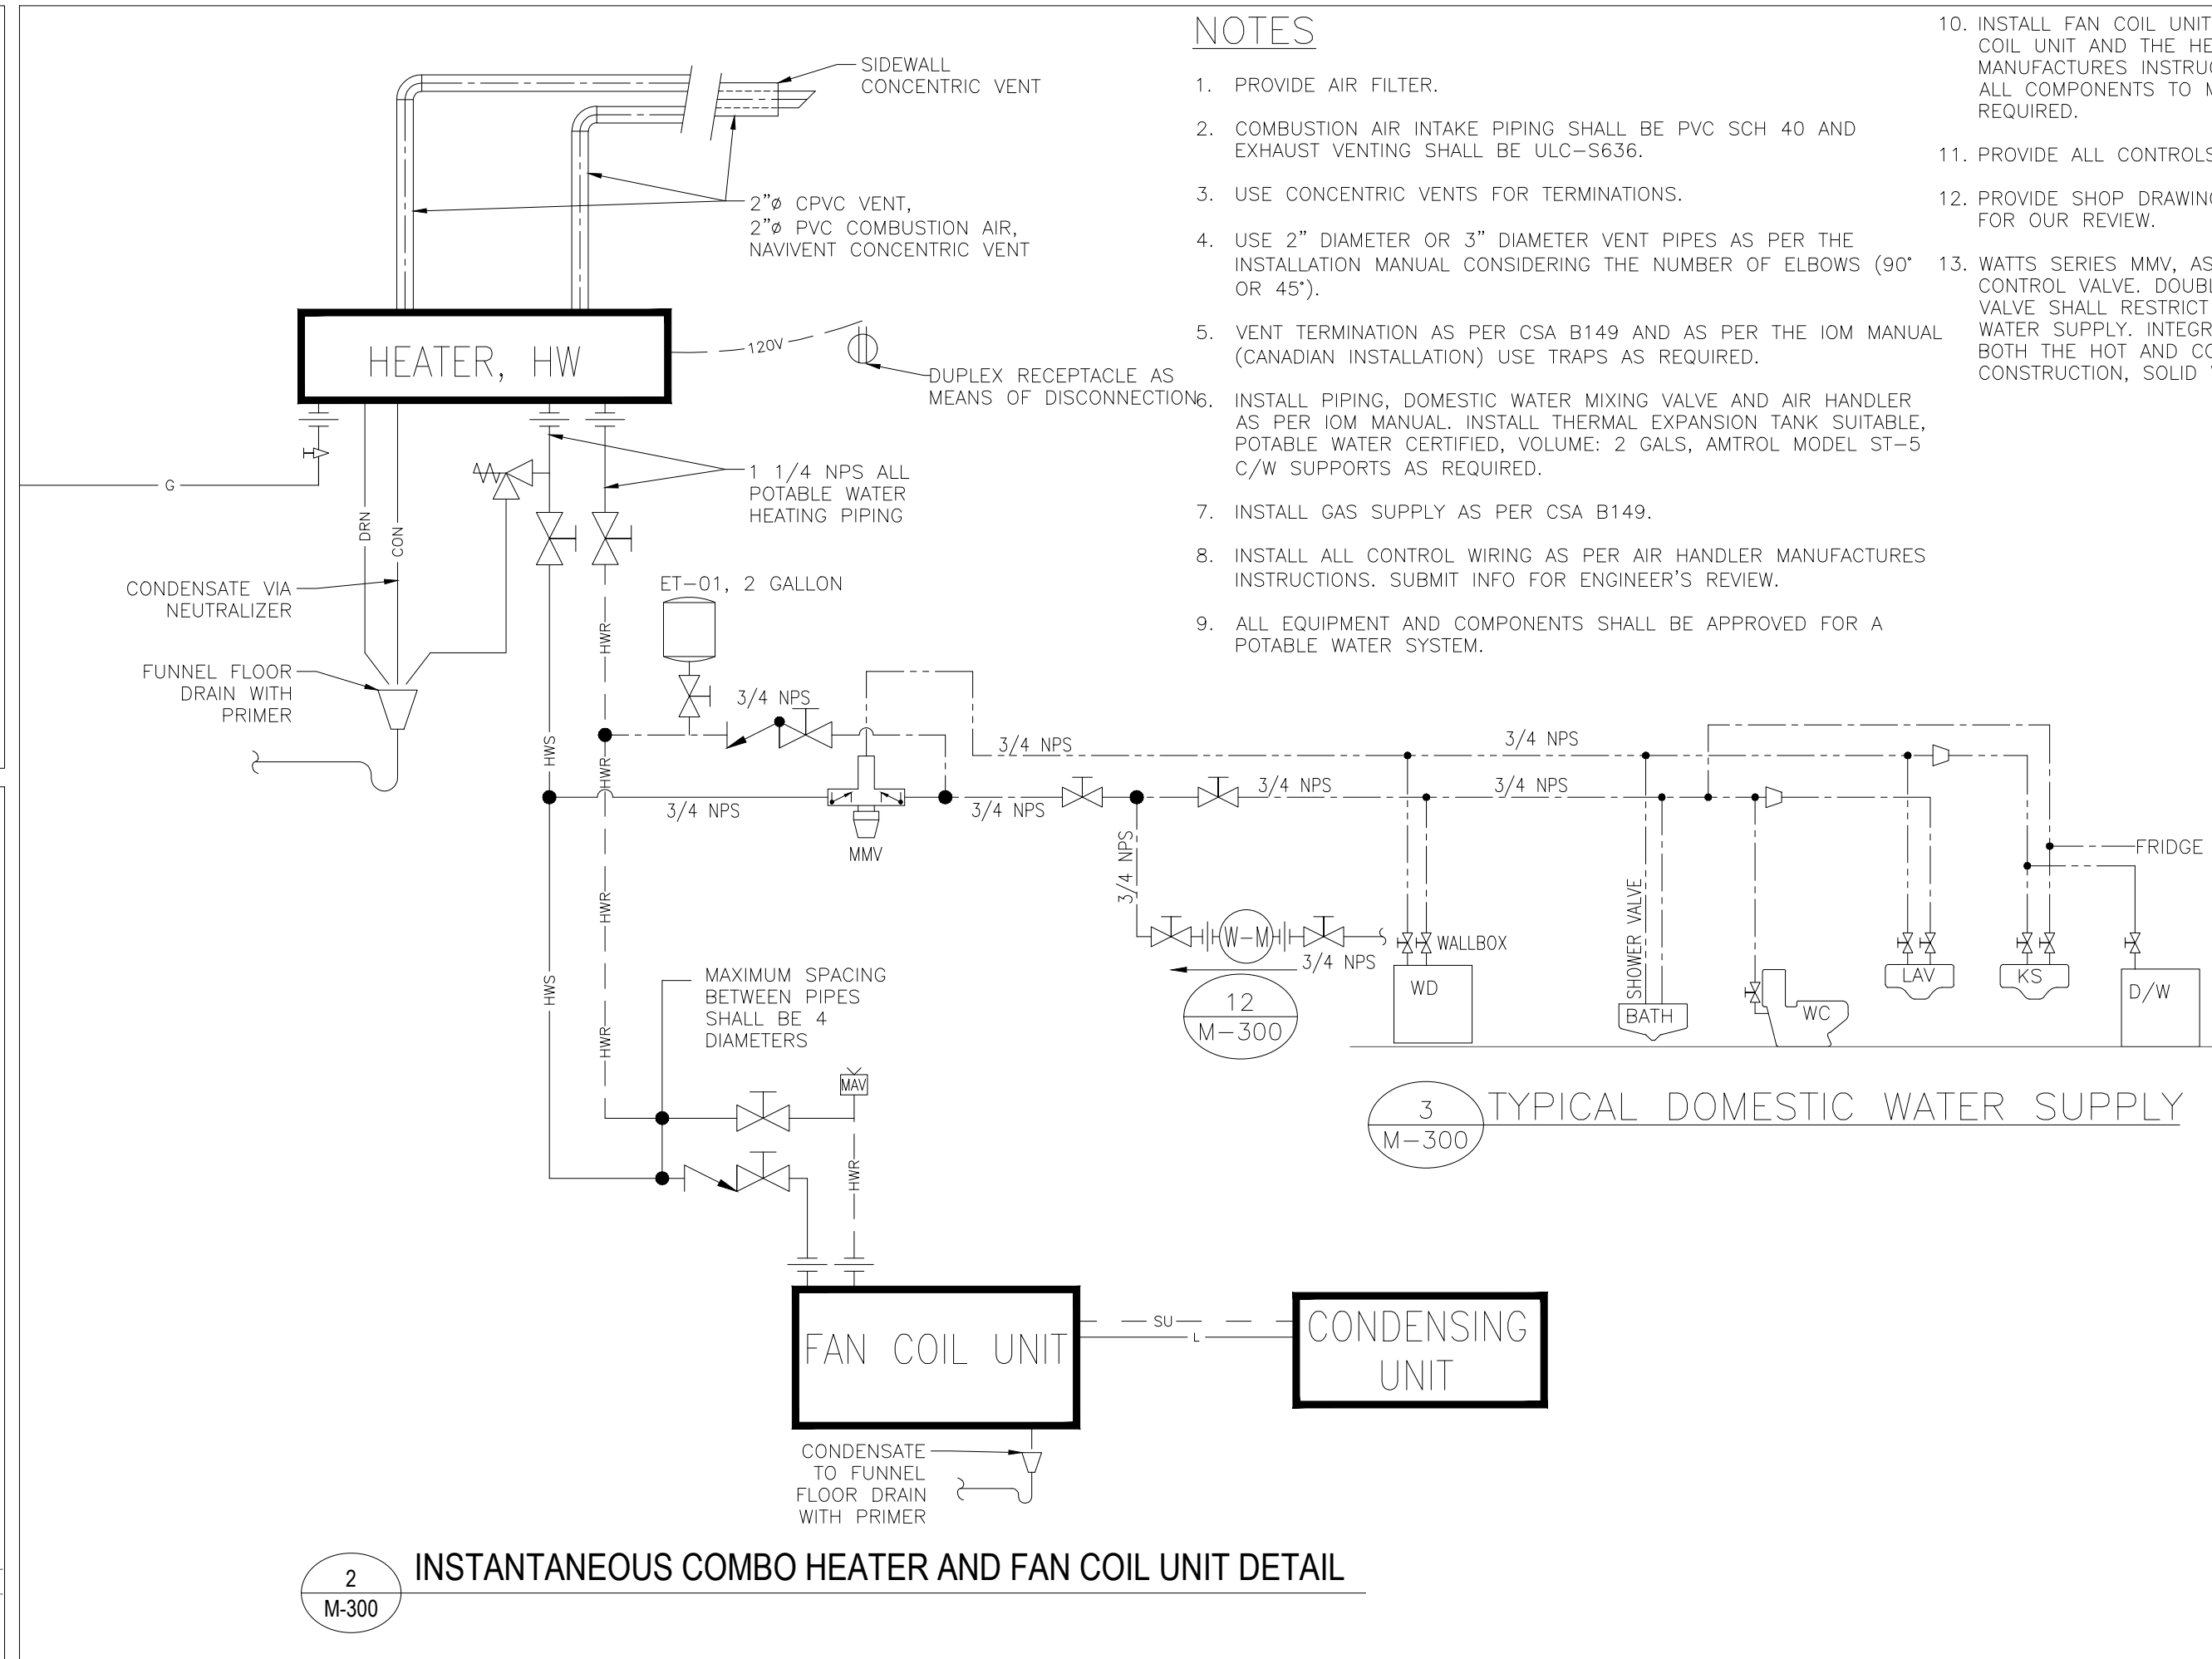 NOTES
1. PROVIDE AIR FILTER.
2. COMBUSTION AIR INTAKE PIPING SHALL BE PVC SCH 40 AND
EXHAUST VENTING SHALL BE ULC-S636.
3. USE CONCENTRIC VENTS FOR TERMINATIONS.
4. USE 2" DIAMETER OR 3" DIAMETER VENT PIPES AS PER THE
INSTALLATION MANUAL CONSIDERING THE NUMBER OF ELBOWS (90°
OR 45°).
5. VENT TERMINATION AS PER CSA B149 AND AS PER THE IOM MANUAL
(CANADIAN INSTALLATION) USE TRAPS AS REQUIRED.
6. INSTALL PIPING, DOMESTIC WATER MIXING VALVE AND AIR HANDLER
AS PER IOM MANUAL. INSTALL THERMAL EXPANSION TANK SUITABLE,
POTABLE WATER CERTIFIED, VOLUME: 2 GALS, AMTROL MODEL ST-5
C/W SUPPORTS AS REQUIRED.
7. INSTALL GAS SUPPLY AS PER CSA B149.
8. INSTALL ALL CONTROL WIRING AS PER AIR HANDLER MANUFACTURES
INSTRUCTIONS. SUBMIT INFO FOR ENGINEER'S REVIEW.
9. ALL EQUIPMENT AND COMPONENTS SHALL BE APPROVED FOR A
POTABLE WATER SYSTEM.
10. INSTALL FAN COIL UNIT
COIL UNIT AND THE
MANUFACTURES
ALL COMPONENTS TO
REQUIRED.
11. PROVIDE ALL CONTROLS
12. PROVIDE SHOP
FOR OUR REVIEW.
13. WATTS SERIES MMV, AS
CONTROL VALVE.
VALVE SHALL RESTRICT
WATER SUPPLY.
BOTH THE HOT AND
CONSTRUCTION, SOLID
SIDEWALL
CONCENTRIC VENT
2"ø CPVC VENT,
2"ø PVC COMBUSTION AIR,
NAVIVENT CONCENTRIC VENT
HEATER, HW
120V
DUPLEX RECEPTACLE AS
MEANS OF DISCONNECTION
G
DRN
CON
1 1/4 NPS ALL
POTABLE WATER
HEATING PIPING
CONDENSATE VIA
NEUTRALIZER
FUNNEL FLOOR
DRAIN WITH
PRIMER
ET-01, 2 GALLON
HWR
3/4 NPS
HWS
HWR
3/4 NPS
MMV
3/4 NPS
3/4 NPS
3/4 NPS
3/4 NPS
3/4 NPS
3/4 NPS
FRIDGE
HWR
HWS
HWR
W-M
3/4 NPS
12
M-300
WALLBOX
WD
SHOWER VALVE
BATH
WC
LAV
KS
D/W
3
M-300
TYPICAL DOMESTIC WATER SUPPLY
MAXIMUM SPACING
BETWEEN PIPES
SHALL BE 4
DIAMETERS
MAV
HWR
FAN COIL UNIT
SU
L
CONDENSING
UNIT
CONDENSATE
TO FUNNEL
FLOOR DRAIN
WITH PRIMER
2
M-300
INSTANTANEOUS COMBO HEATER AND FAN COIL UNIT DETAIL